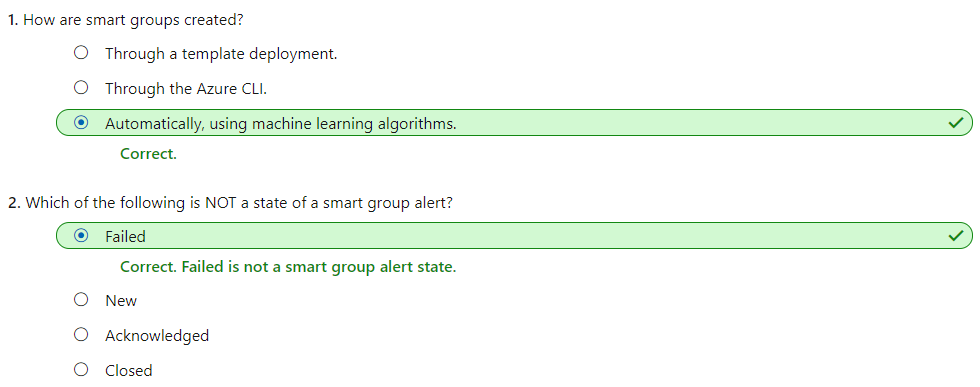 1. How are smart groups created?
Through a template deployment.
Through the Azure CLI.
Automatically, using machine learning algorithms.
Correct.
2. Which of the following is NOT a state of a smart group alert?
Failed
Correct. Failed is not a smart group alert state.
New
Acknowledged
Closed